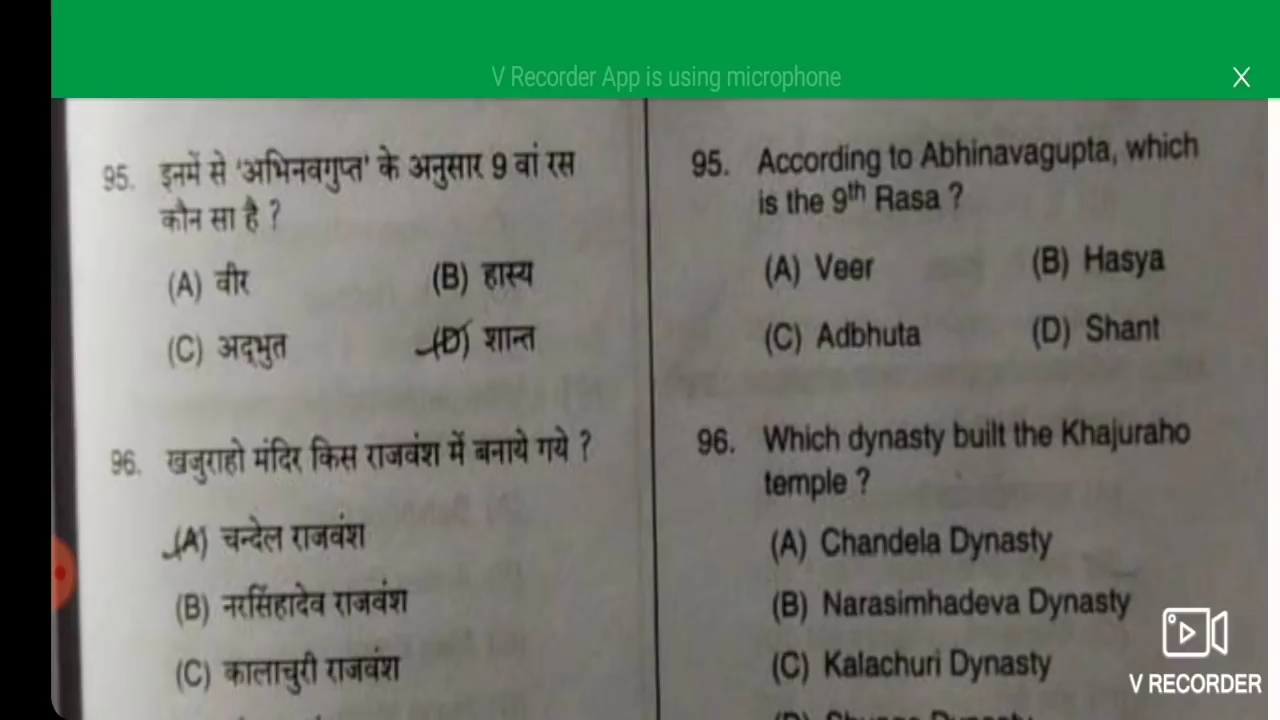 V Recorder App is using microphone
95. इनमें से 'अभिनवगुप्त' के अनुसार 9 वां रस
कौन सा है ?
(A) वीर (B) हास्य
(C) अद्भुत (D) शान्त
96. खजुराहो मंदिर किस राजवंश में बनाये गये ?
(A) चन्देल राजवंश
(B) नरसिंहादेव राजवंश
(C) कालाचुरी राजवंश
95. According to Abhinavagupta, which
is the 9th Rasa ?
(A) Veer (B) Hasya
(C) Adbhuta (D) Shant
96. Which dynasty built the Khajuraho
temple ?
(A) Chandela Dynasty
(B) Narasimhadeva Dynasty
(C) Kalachuri Dynasty
(D) Shunga Dynasty
V RECORDER